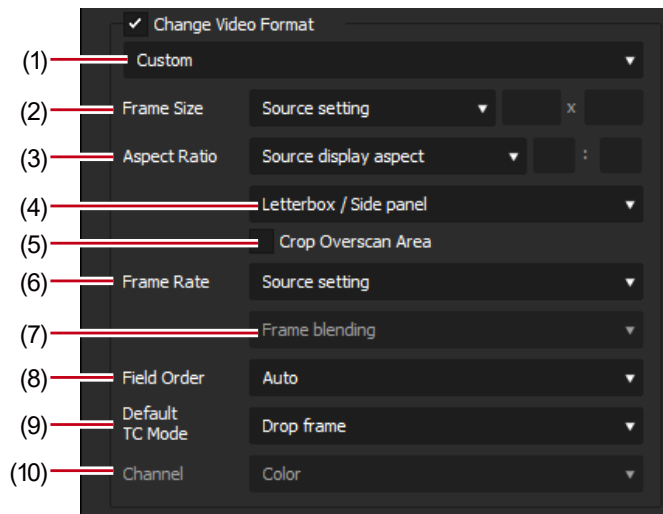 Change Video Format
(1) Custom
(2) Frame Size Source setting x
(3) Aspect Ratio Source display aspect :
(4) Letterbox / Side panel
(5) Crop Overscan Area
(6) Frame Rate Source setting
(7) Frame blending
(8) Field Order Auto
(9) Default
TC Mode Drop frame
(10) Channel Color